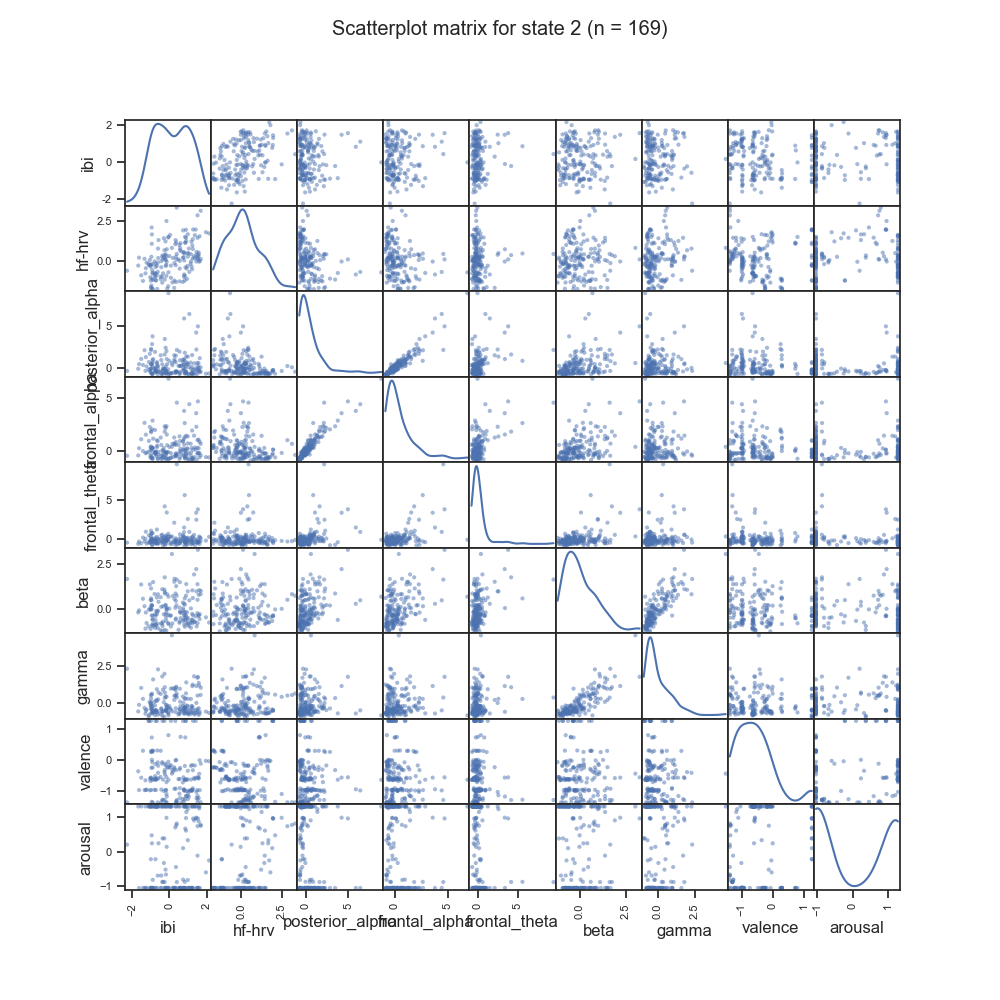 Scatterplot matrix for state 2 (n = 169)
ibi
2
0
-2
hf-hrv
2.5
0.0
posterior_alpha
5
0
frontal_alpha
5
0
frontal_theta
5
0
beta
2.5
0.0
gamma
2.5
0.0
valence
1
0
−1
arousal
1
0
−1
−2 0 2 0.0 2.5 0 5 0 5 0 5 0.0 2.5 0.0 2.5 −1 0 1 −1 0 1
ibi hf-hrv posterior_alpha frontal_alpha frontal_theta beta gamma valence arousal